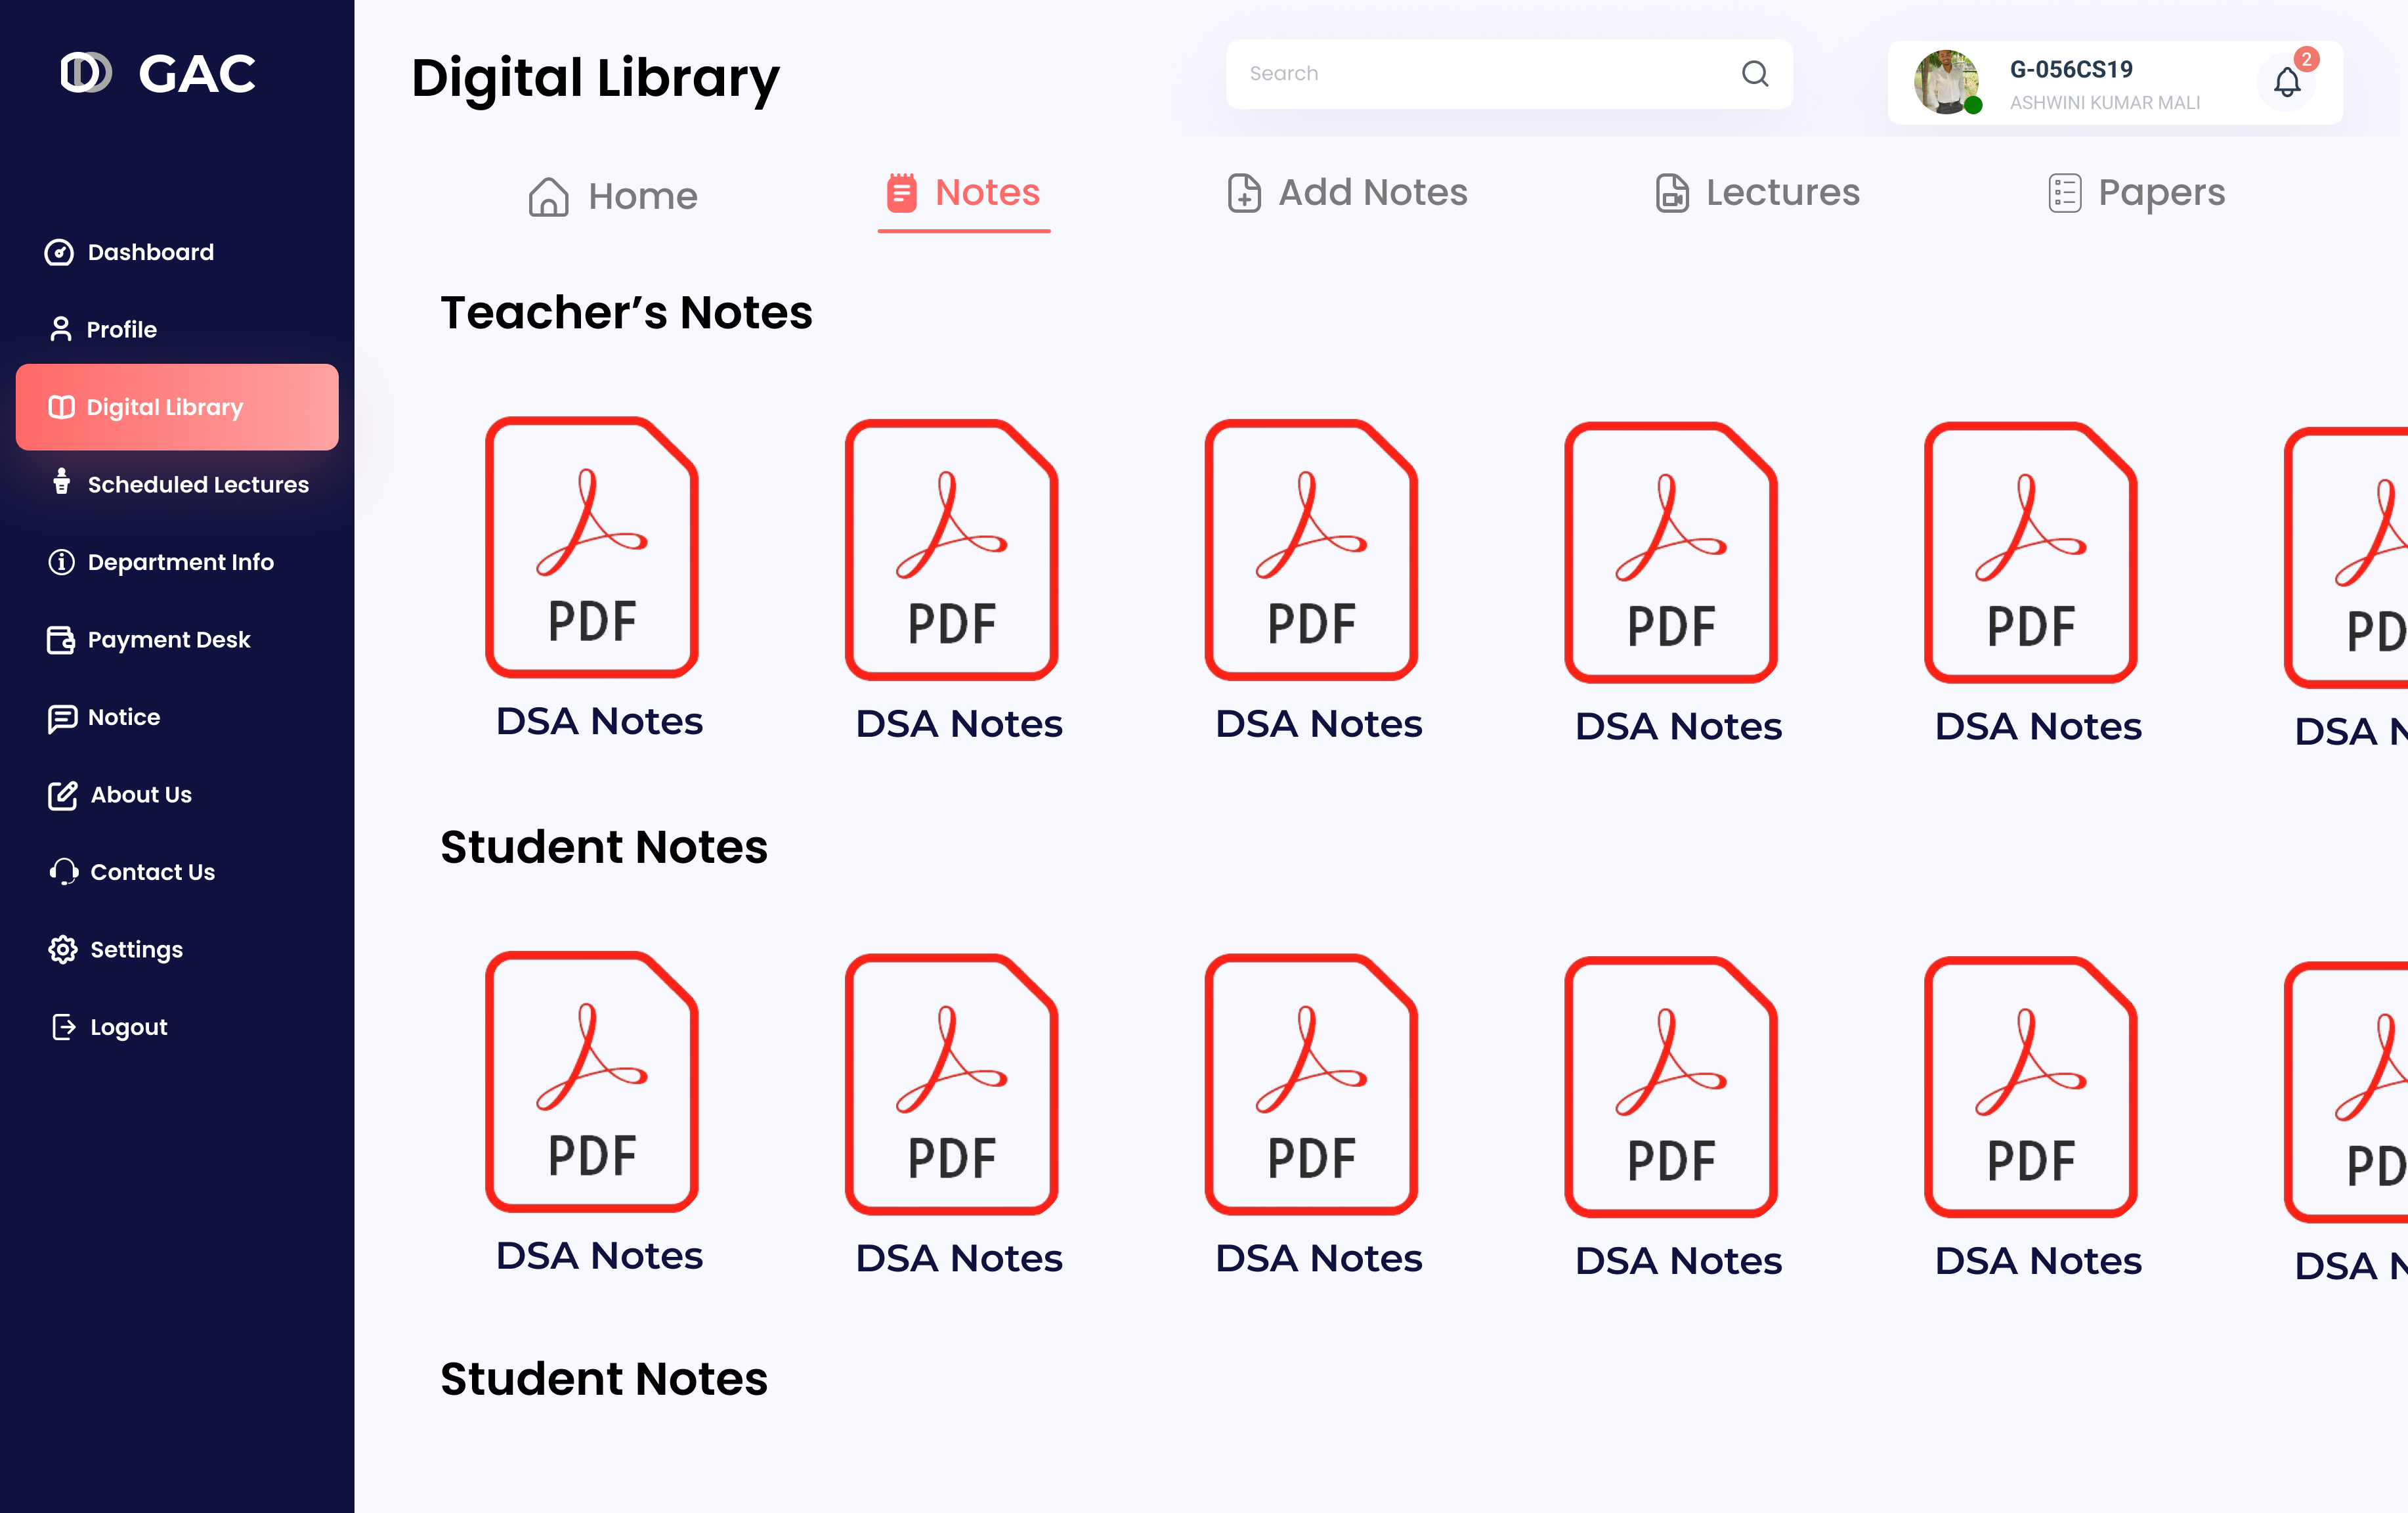 GAC
Digital Library
Search
G-056CS19
ASHWINI KUMAR MALI
2
Home
Notes
Add Notes
Lectures
Papers
Dashboard
Profile
Digital Library
Scheduled Lectures
Department Info
Payment Desk
Notice
About Us
Contact Us
Settings
Logout
Teacher’s Notes
PDF
PDF
PDF
PDF
PDF
PD
DSA Notes
DSA Notes
DSA Notes
DSA Notes
DSA Notes
DSA N
Student Notes
PDF
PDF
PDF
PDF
PDF
PD
DSA Notes
DSA Notes
DSA Notes
DSA Notes
DSA Notes
DSA N
Student Notes